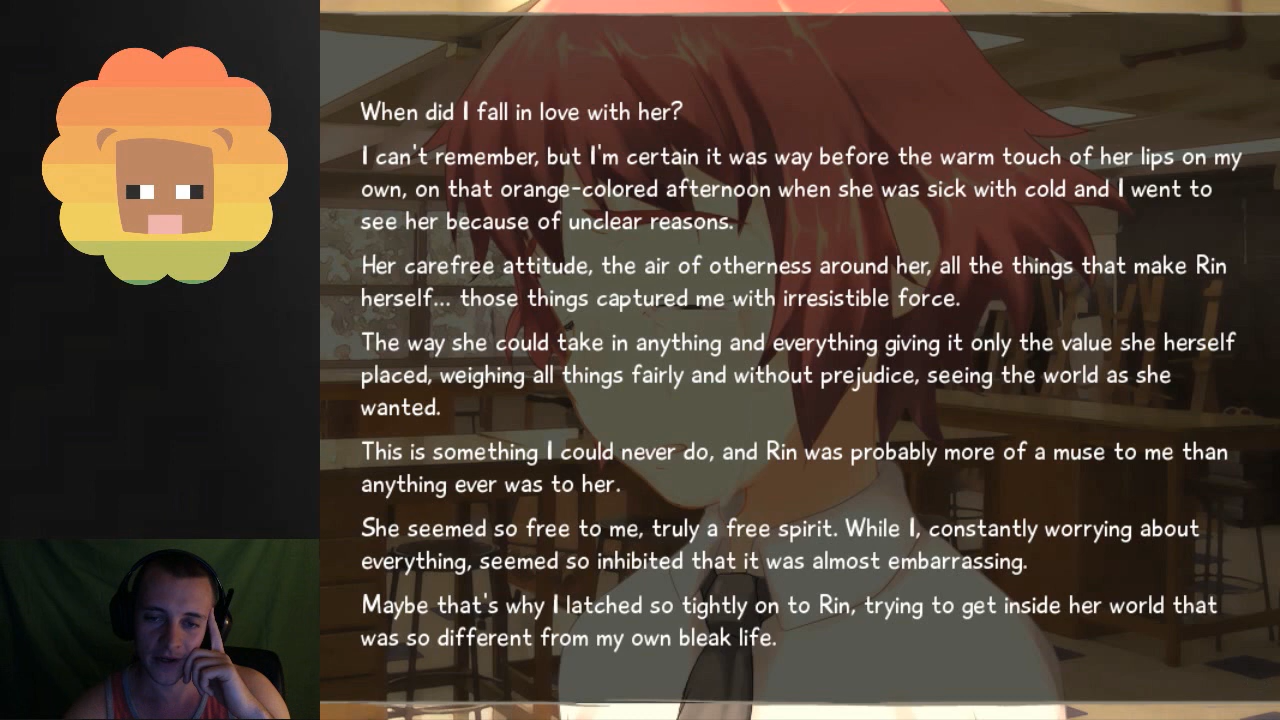 When did I fall in love with her?
I can't remember, but I'm certain it was way before the warm touch of her lips on my
own, on that orange-colored afternoon when she was sick with cold and I went to
see her because of unclear reasons.
Her carefree attitude, the air of otherness around her, all the things that make Rin
herself... those things captured me with irresistible force.
The way she could take in anything and everything giving it only the value she herself
placed, weighing all things fairly and without prejudice, seeing the world as she
wanted.
This is something I could never do, and Rin was probably more of a muse to me than
anything ever was to her.
She seemed so free to me, truly a free spirit. While I, constantly worrying about
everything, seemed so inhibited that it was almost embarrassing.
Maybe that's why I latched so tightly on to Rin, trying to get inside her world that
was so different from my own bleak life.